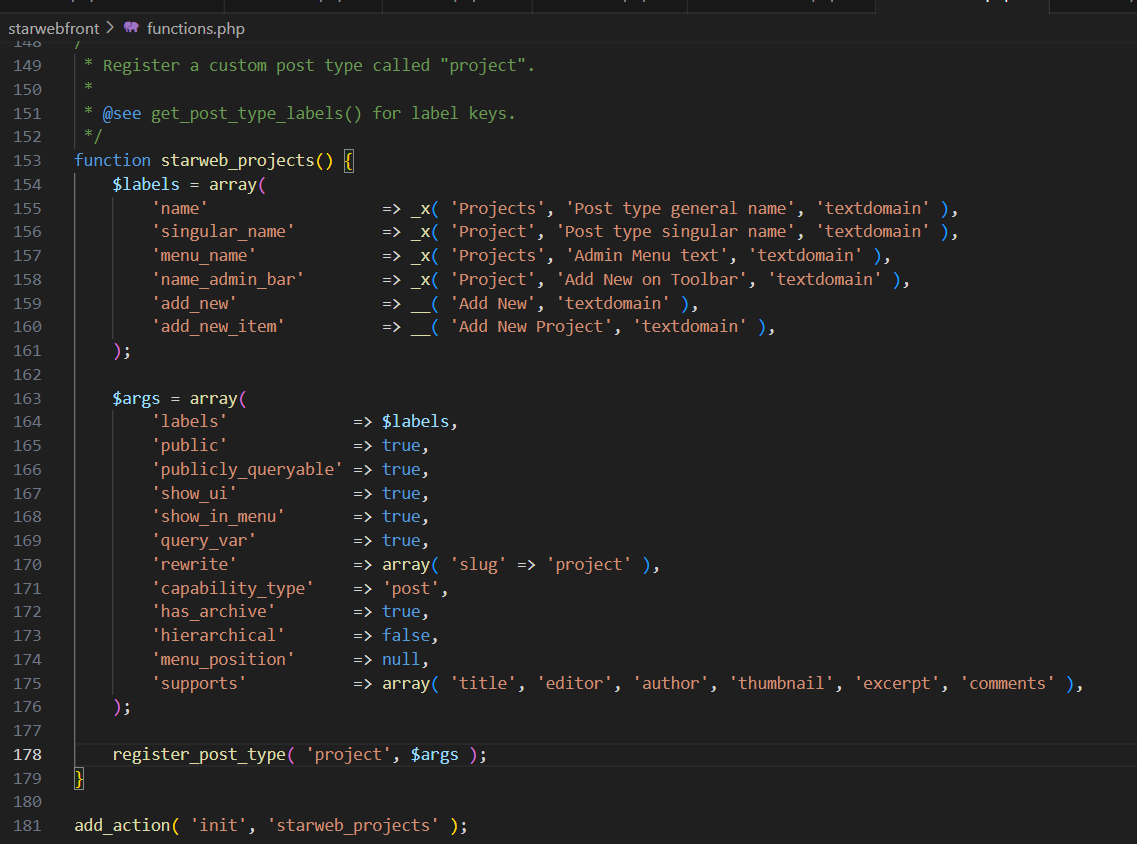 starwebfront > functions.php
148 /
149 * Register a custom post type called "project".
150 *
151 * @see get_post_type_labels() for label keys.
152 */
153 function starweb_projects() {
154 $labels = array(
155 'name' => _x( 'Projects', 'Post type general name', 'textdomain' ),
156 'singular_name' => _x( 'Project', 'Post type singular name', 'textdomain' ),
157 'menu_name' => _x( 'Projects', 'Admin Menu text', 'textdomain' ),
158 'name_admin_bar' => _x( 'Project', 'Add New on Toolbar', 'textdomain' ),
159 'add_new' => __( 'Add New', 'textdomain' ),
160 'add_new_item' => __( 'Add New Project', 'textdomain' ),
161 );
162
163 $args = array(
164 'labels' => $labels,
165 'public' => true,
166 'publicly_queryable' => true,
167 'show_ui' => true,
168 'show_in_menu' => true,
169 'query_var' => true,
170 'rewrite' => array( 'slug' => 'project' ),
171 'capability_type' => 'post',
172 'has_archive' => true,
173 'hierarchical' => false,
174 'menu_position' => null,
175 'supports' => array( 'title', 'editor', 'author', 'thumbnail', 'excerpt', 'comments' ),
176 );
177
178 register_post_type( 'project', $args );
179 }
180
181 add_action( 'init', 'starweb_projects' );